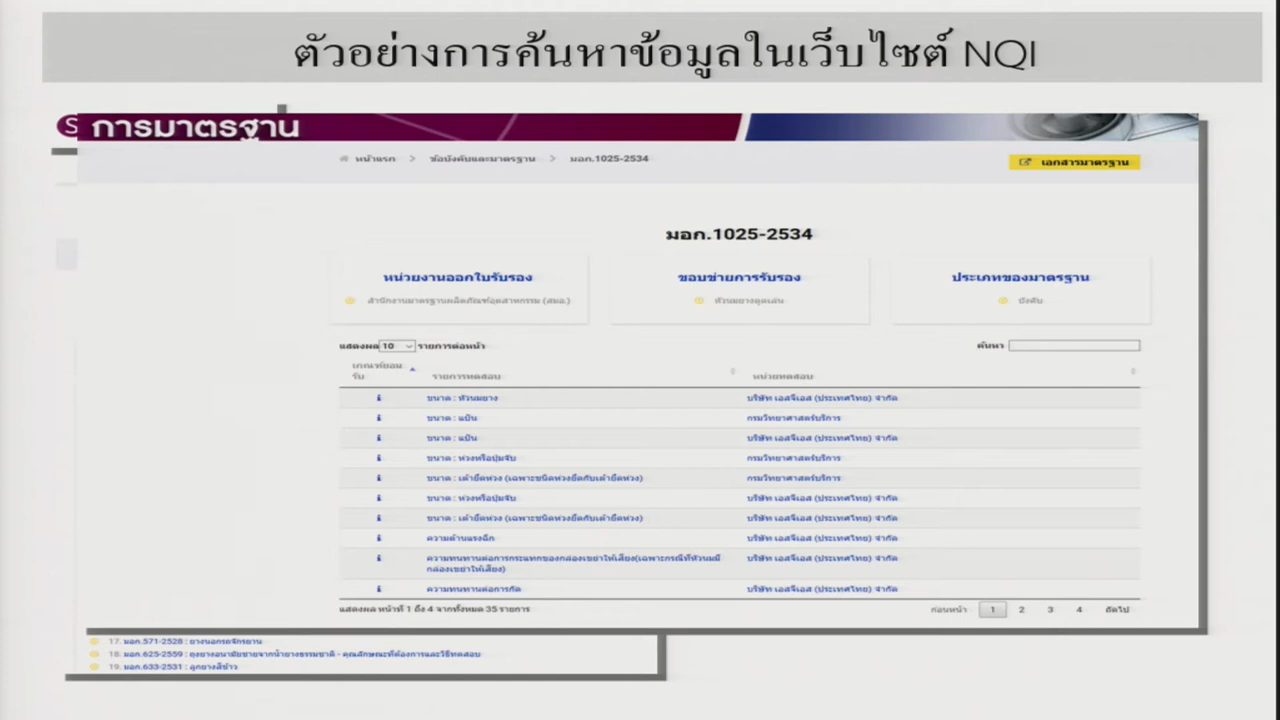 ตัวอย่างการค้นหาข้อมูลในเว็บไซต์ NQI
S
การมาตรฐาน
หน้าแรก > ข้อบังคับและมาตรฐาน > มอก.1025-2534
เอกสารมาตรฐาน
มอก.1025-2534
หน่วยงานออกใบรับรอง
สำนักงานมาตรฐานผลิตภัณฑ์อุตสาหกรรม (สมอ.)
ขอบข่ายการรับรอง
หัวนมยางดูดเล่น
ประเภทของมาตรฐาน
บังคับ
แสดงผล 10 รายการต่อหน้า
ค้นหา
เกณฑ์ยอมรับ รายการทดสอบ หน่วยทดสอบ
ขนาด : หัวนมยาง บริษัท เอสจีเอส (ประเทศไทย) จำกัด
ขนาด : แป้น กรมวิทยาศาสตร์บริการ
ขนาด : แป้น บริษัท เอสจีเอส (ประเทศไทย) จำกัด
ขนาด : ห่วงหรือปุ่มจับ กรมวิทยาศาสตร์บริการ
ขนาด : เดือยึดห่วง (เฉพาะชนิดห่วงยึดกับเดือยึดห่วง) กรมวิทยาศาสตร์บริการ
ขนาด : ห่วงหรือปุ่มจับ บริษัท เอสจีเอส (ประเทศไทย) จำกัด
ขนาด : เดือยึดห่วง (เฉพาะชนิดห่วงยึดกับเดือยึดห่วง) บริษัท เอสจีเอส (ประเทศไทย) จำกัด
ความต้านแรงฉีก บริษัท เอสจีเอส (ประเทศไทย) จำกัด
ความทนทานต่อการกระแทกของกล่องเขย่าให้เสียง(เฉพาะกรณีที่หัวนมมี บริษัท เอสจีเอส (ประเทศไทย) จำกัด
กล่องเขย่าให้เสียง)
ความทนทานต่อการกัด บริษัท เอสจีเอส (ประเทศไทย) จำกัด
แสดงผล หน้าที่ 1 ถึง 4 จากทั้งหมด 35 รายการ
ก่อนหน้า 1 2 3 4 ถัดไป
17. มอก.571-2528 : ยางนอกรถจักรยาน
18. มอก.625-2559 : ถุงยางอนามัยชายจากน้ำยางธรรมชาติ - คุณลักษณะที่ต้องการและวิธีทดสอบ
19. มอก.633-2531 : ลูกยางสีข้าว